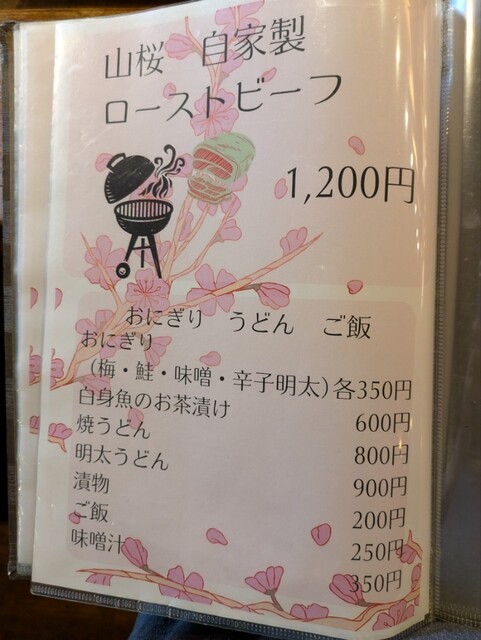 山桜　自家製
ローストビーフ
1,200円
おにぎり　うどん　ご飯
おにぎり
（梅・鮭・味噌・辛子明太）各350円
白身魚のお茶漬け 600円
焼うどん 800円
明太うどん 900円
漬物 200円
ご飯 250円
味噌汁 350円